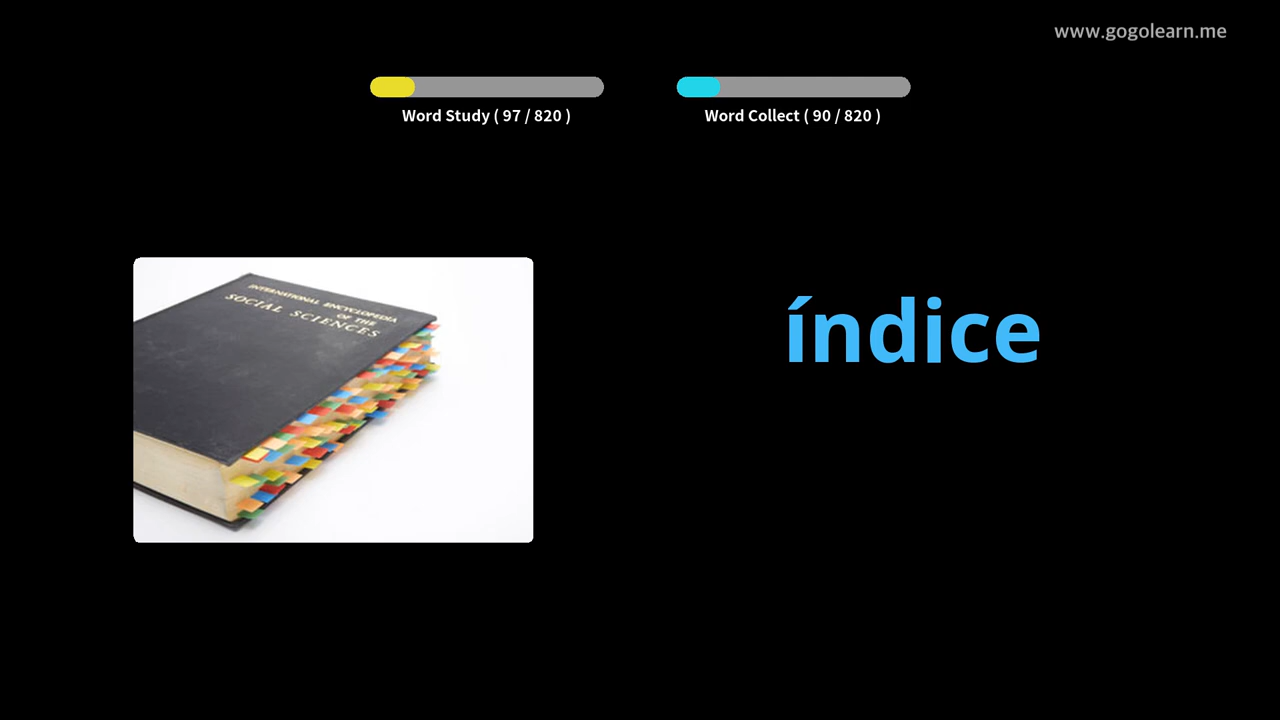 www.gogolearn.me
Word Study ( 97 / 820 )
Word Collect ( 90 / 820 )
INTERNATIONAL ENCYCLOPEDIA
OF THE
SOCIAL SCIENCES
índice